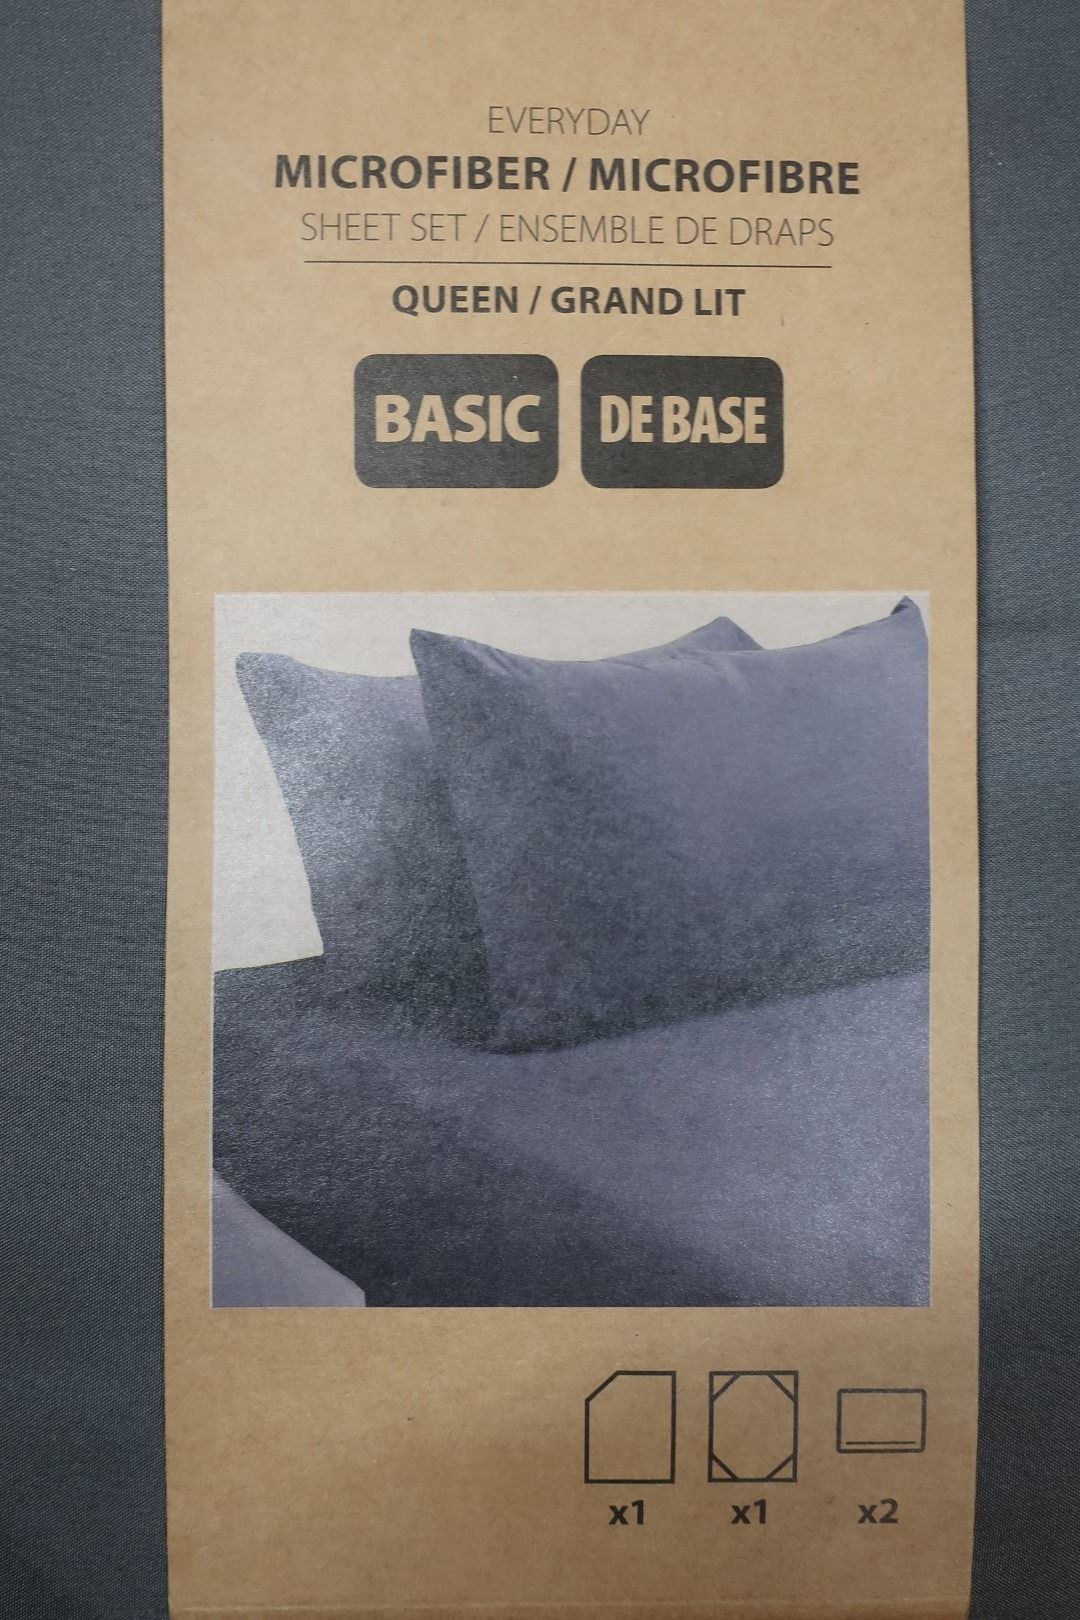 EVERYDAY
MICROFIBER / MICROFIBRE
SHEET SET / ENSEMBLE DE DRAPS
QUEEN / GRAND LIT
BASIC DE BASE
x1 x1 x2